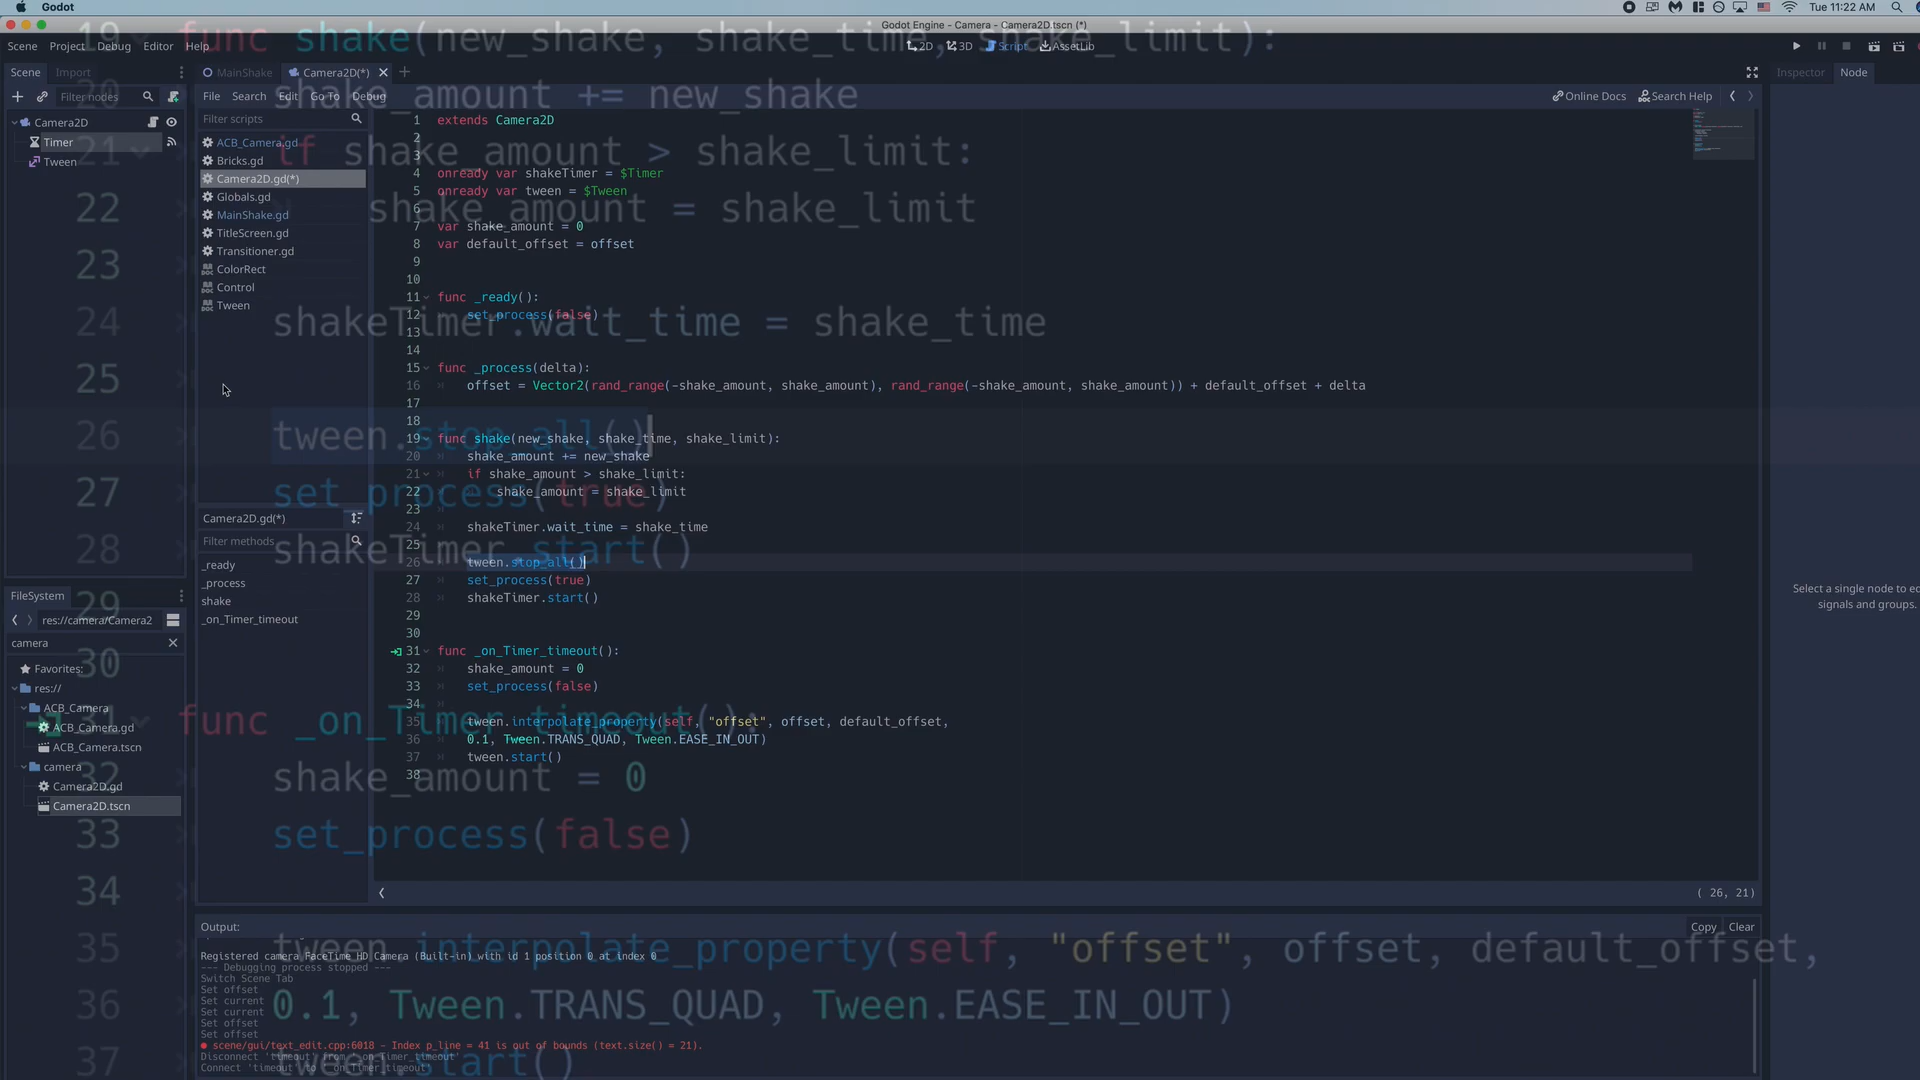 Godot
Tue 11:22 AM
Godot Engine - Camera - Camera2D.tscn (*)
Scene Project Debug Editor Help
2D 3D Script AssetLib
Scene Import
MainShake Camera2D(*)
Inspector Node
Filter nodes
File Search Edit Go To Debug
Online Docs Search Help
Camera2D
Timer
Tween
Filter scripts
ACB_Camera.gd
Bricks.gd
Camera2D.gd(*)
Globals.gd
MainShake.gd
TitleScreen.gd
Transitioner.gd
ColorRect
Control
Tween
Camera2D.gd(*)
Filter methods
_ready
_process
shake
_on_Timer_timeout
FileSystem
res://camera/Camera2
camera
Favorites:
res://
ACB_Camera
ACB_Camera.gd
ACB_Camera.tscn
camera
Camera2D.gd
Camera2D.tscn
1 extends Camera2D
2
3
4 onready var shakeTimer = $Timer
5 onready var tween = $Tween
6
7 var shake_amount = 0
8 var default_offset = offset
9
10
11 func _ready():
12 set_process(false)
13
14
15 func _process(delta):
16 offset = Vector2(rand_range(-shake_amount, shake_amount), rand_range(-shake_amount, shake_amount)) + default_offset + delta
17
18
19 func shake(new_shake, shake_time, shake_limit):
20 shake_amount += new_shake
21 if shake_amount > shake_limit:
22 shake_amount = shake_limit
23
24 shakeTimer.wait_time = shake_time
25
26 tween.stop_all()
27 set_process(true)
28 shakeTimer.start()
29
30
31 func _on_Timer_timeout():
32 shake_amount = 0
33 set_process(false)
34
35 tween.interpolate_property(self, "offset", offset, default_offset,
36 0.1, Tween.TRANS_QUAD, Tween.EASE_IN_OUT)
37 tween.start()
38
( 26, 21)
Select a single node to ed
signals and groups.
Output:
Copy Clear
Registered camera FaceTime HD Camera (Built-in) with id 1 position 0 at index 0
--- Debugging process stopped ---
Switch Scene Tab
Set offset
Set current
Set current
Set offset
Set offset
scene/gui/text_edit.cpp:6018 - Index p_line = 41 is out of bounds (text.size() = 21).
Disconnect 'timeout' from '_on_Timer_timeout'
Connect 'timeout' to '_on_Timer_timeout'
19 func shake(new_shake, shake_time, shake_limit):
20 shake_amount += new_shake
21 if shake_amount > shake_limit:
22 shake_amount = shake_limit
23
24 shakeTimer.wait_time = shake_time
25
26 tween.stop_all()
27 set_process(true)
28 shakeTimer.start()
29
30
31 func _on_Timer_timeout():
32 shake_amount = 0
33 set_process(false)
34
35 tween.interpolate_property(self, "offset", offset, default_offset,
36 0.1, Tween.TRANS_QUAD, Tween.EASE_IN_OUT)
37 tween.start()